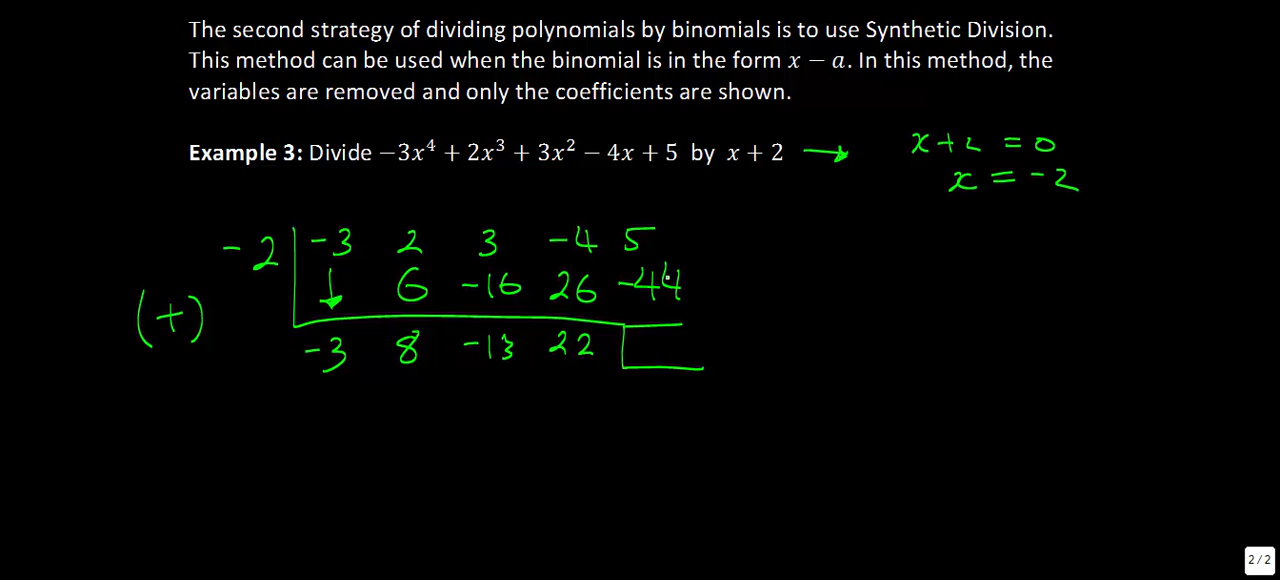 The second strategy of dividing polynomials by binomials is to use Synthetic Division.
This method can be used when the binomial is in the form x − a. In this method, the
variables are removed and only the coefficients are shown.
Example 3: Divide −3x⁴ + 2x³ + 3x² − 4x + 5 by x + 2
x + 2 = 0
x = -2
-2 -3 2 3 -4 5
6 -16 26 -44
(+)
-3 8 -13 22
2/2